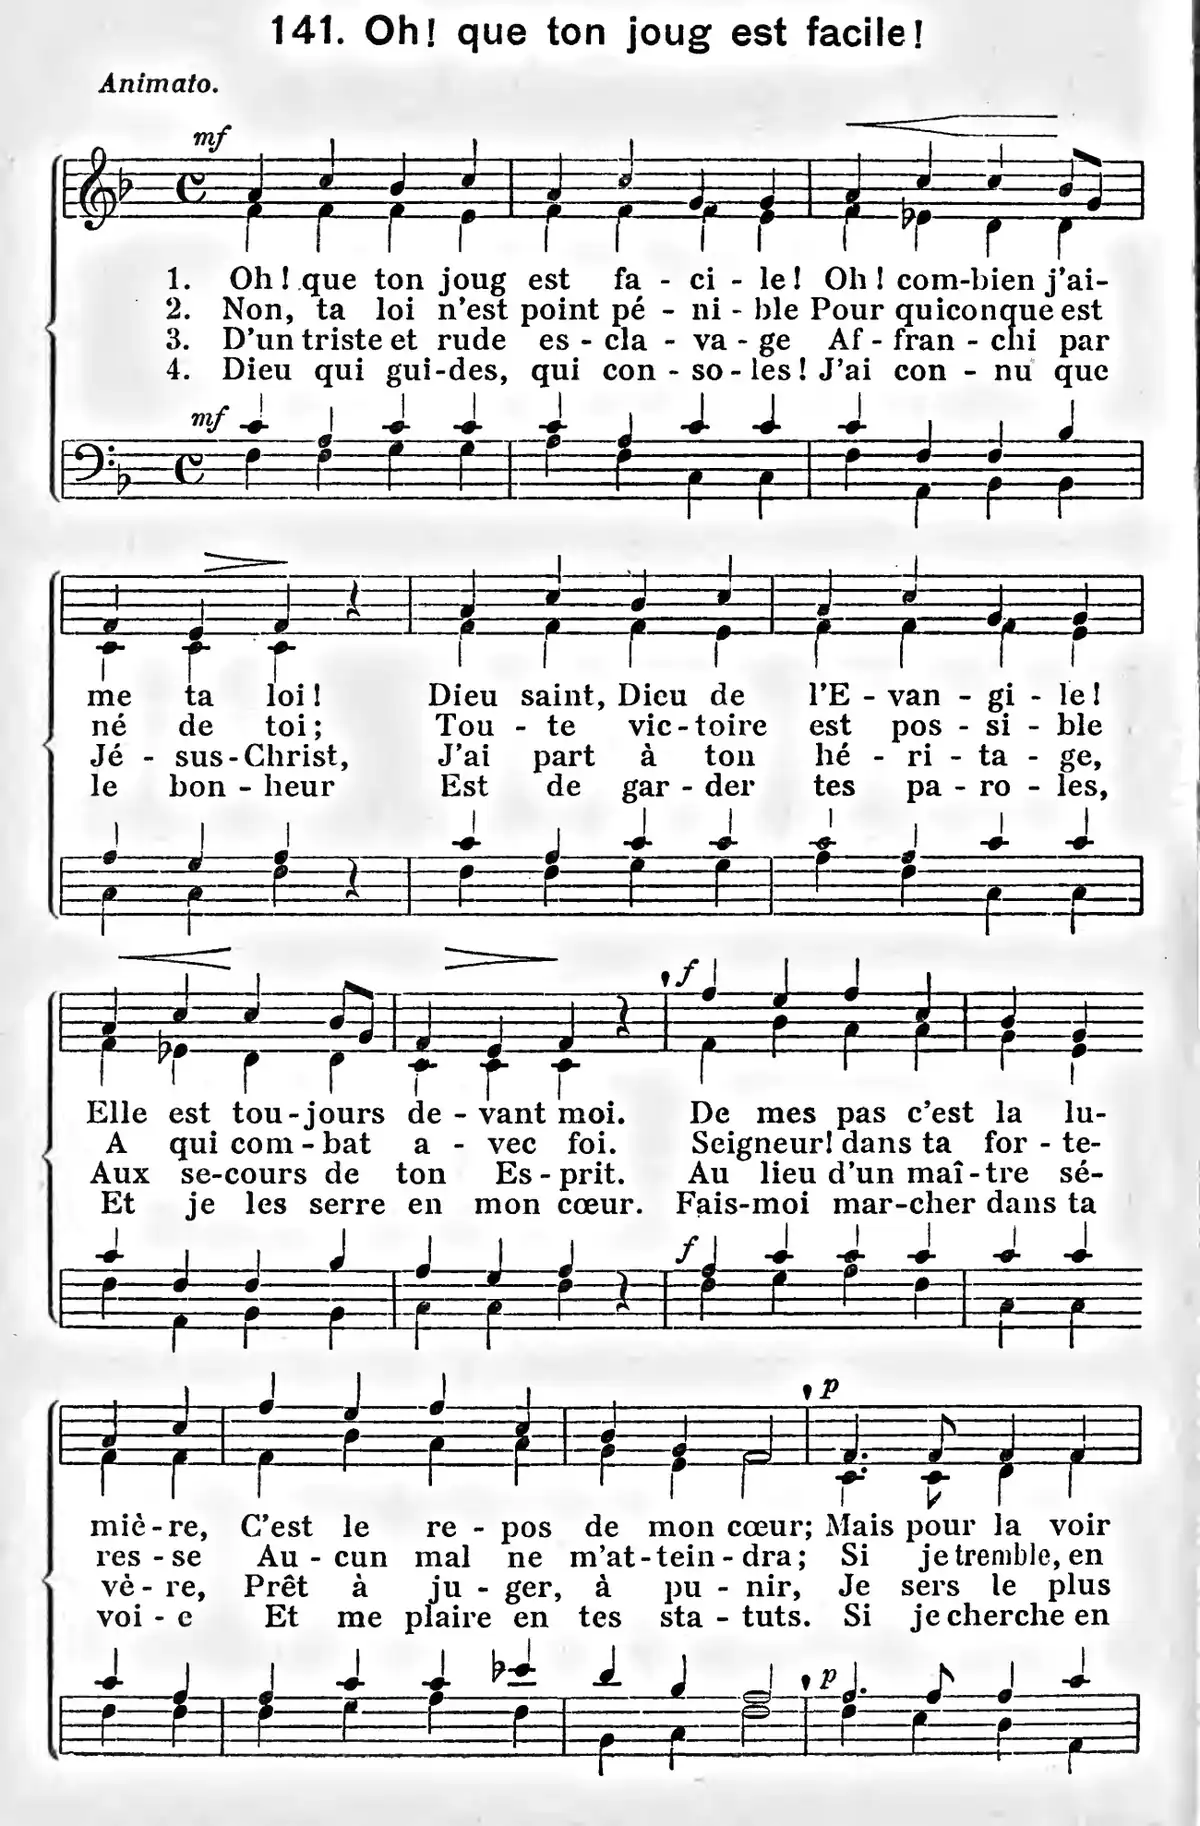 141. Oh! que ton joug est facile!
Animato.
mf
1. Oh! que ton joug est fa - ci - le! Oh! com-bien j'ai-
2. Non, ta loi n'est point pé - ni - ble Pour quiconque est
3. D'un triste et rude es - cla - va - ge Af - fran - chi par
4. Dieu qui gui-des, qui con - so - les! J'ai con - nu que
mf
me ta loi! Dieu saint, Dieu de l'E - van - gi - le!
né de toi; Tou - te vic - toire est pos - si - ble
Jé - sus - Christ, J'ai part à ton hé - ri - ta - ge,
le bon - heur Est de gar - der tes pa - ro - les,
f
Elle est tou - jours de - vant moi. De mes pas c'est la lu-
A qui com - bat a - vec foi. Seigneur! dans ta for - te-
Aux se-cours de ton Es - prit. Au lieu d'un maî - tre sé-
Et je les serre en mon cœur. Fais-moi mar-cher dans ta
f
p
miè - re, C'est le re - pos de mon cœur; Mais pour la voir
res - se Au - cun mal ne m'at - tein - dra; Si je tremble, en
vè - re, Prêt à ju - ger, à pu - nir, Je sers le plus
voi - e Et me plaire en tes sta - tuts. Si je cherche en
p